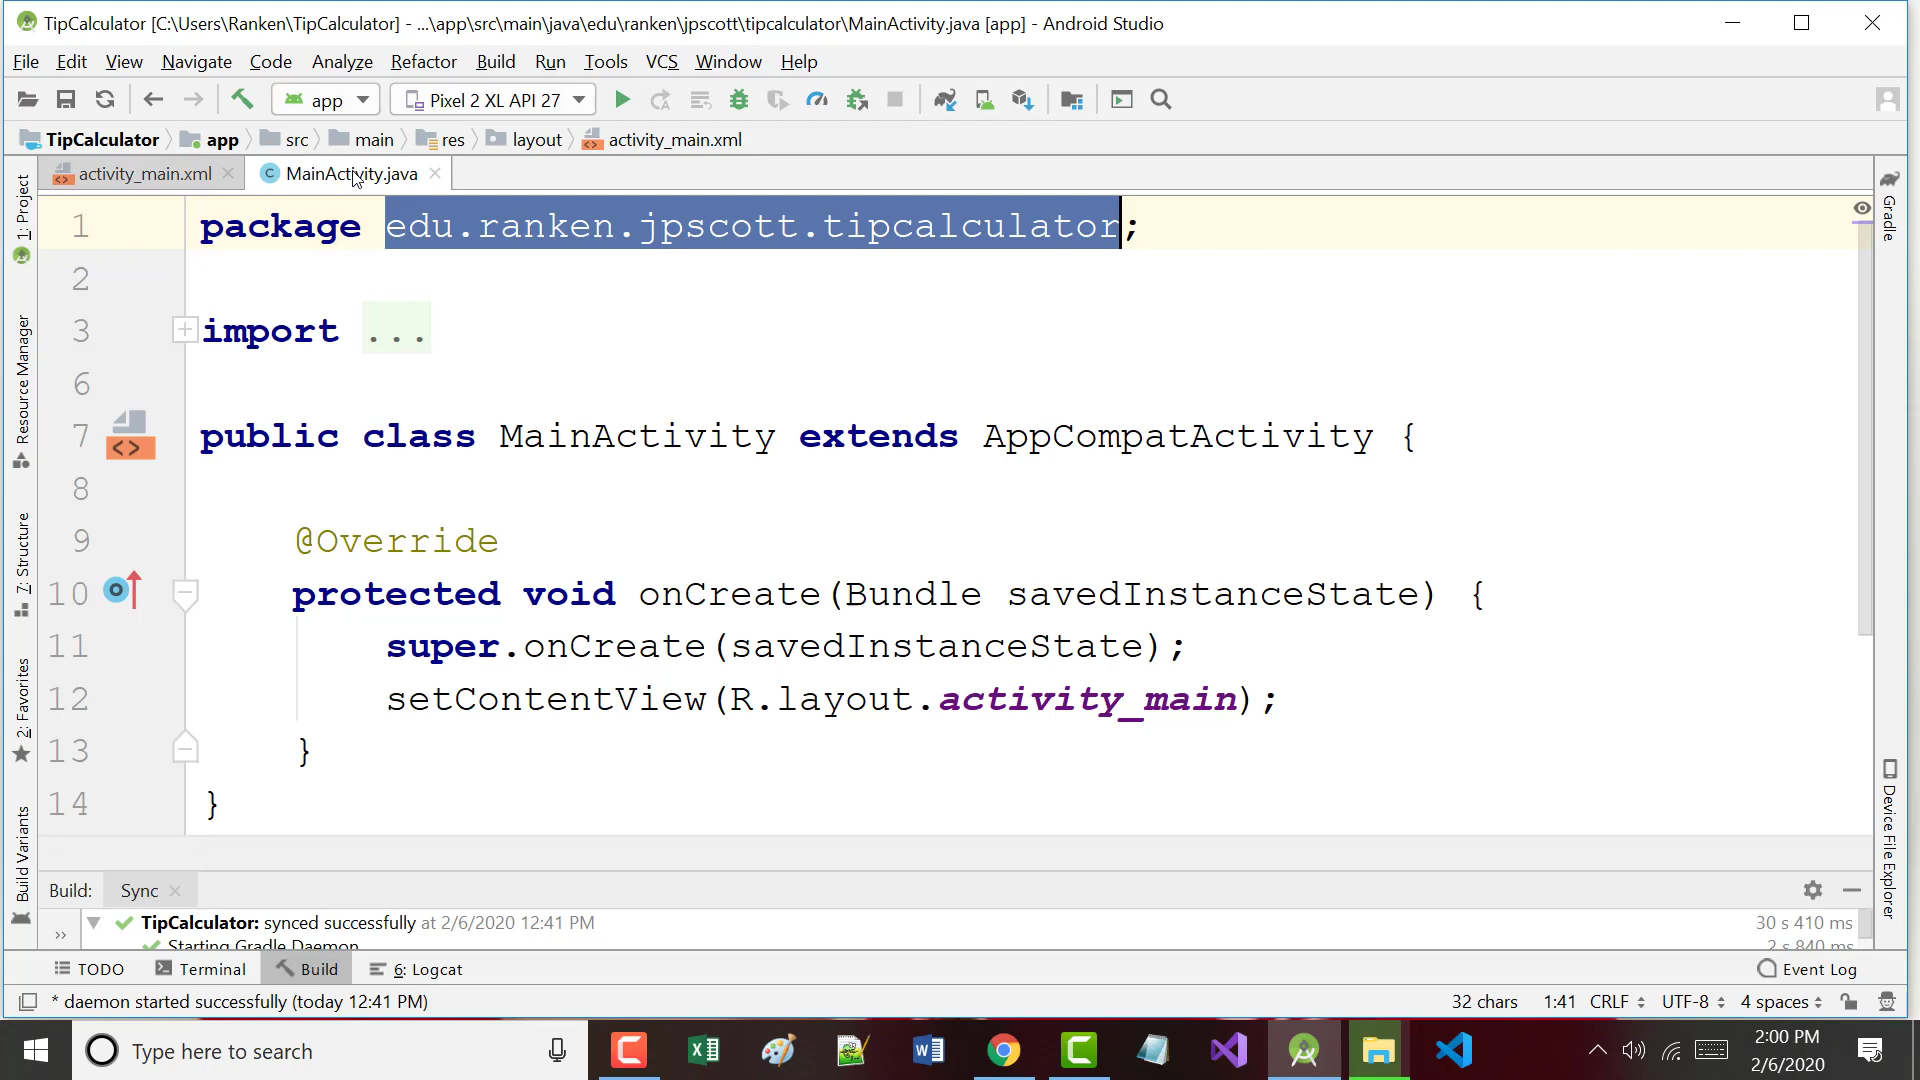 TipCalculator [C:\Users\Ranken\TipCalculator] - ...\app\src\main\java\edu\ranken\jpscott\tipcalculator\MainActivity.java [app] - Android Studio
File Edit View Navigate Code Analyze Refactor Build Run Tools VCS Window Help
app Pixel 2 XL API 27
TipCalculator app src main res layout activity_main.xml
activity_main.xml MainActivity.java
1 package edu.ranken.jpscott.tipcalculator;
2
3 import ...
6
7 public class MainActivity extends AppCompatActivity {
8
9 @Override
10 protected void onCreate(Bundle savedInstanceState) {
11 super.onCreate(savedInstanceState);
12 setContentView(R.layout.activity_main);
13 }
14 }
1: Project
Resource Manager
7: Structure
2: Favorites
Build Variants
Gradle
Device File Explorer
Build: Sync
TipCalculator: synced successfully at 2/6/2020 12:41 PM 30 s 410 ms
Starting Gradle Daemon 2 s 840 ms
TODO Terminal Build 6: Logcat Event Log
* daemon started successfully (today 12:41 PM) 32 chars 1:41 CRLF UTF-8 4 spaces
Type here to search
2:00 PM
2/6/2020